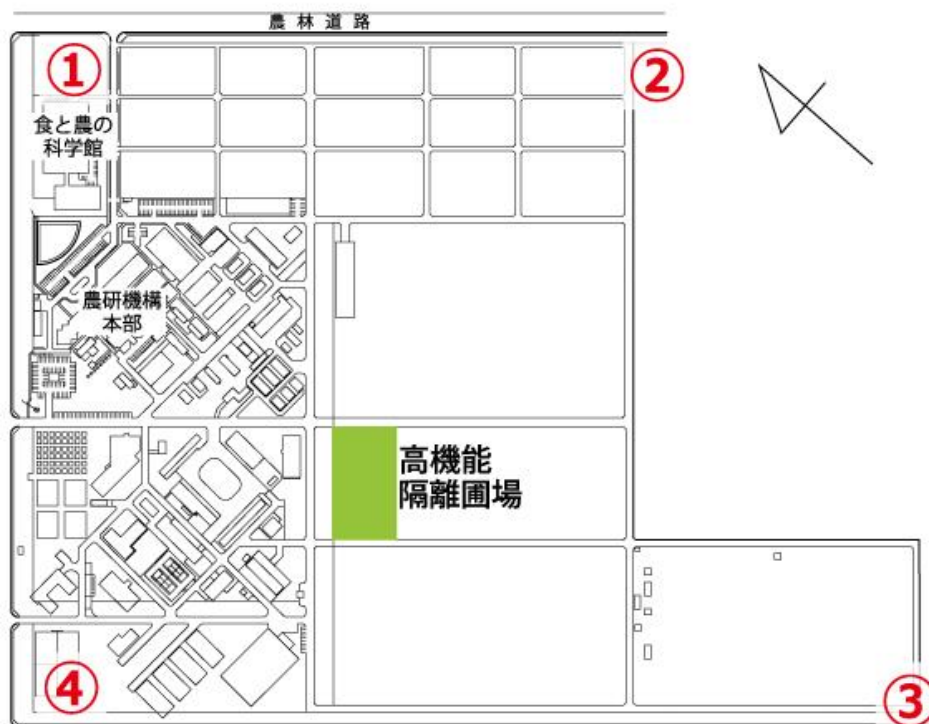 農林道路
①
②
食と農の
科学館
農研機構
本部
高機能
隔離圃場
④
③